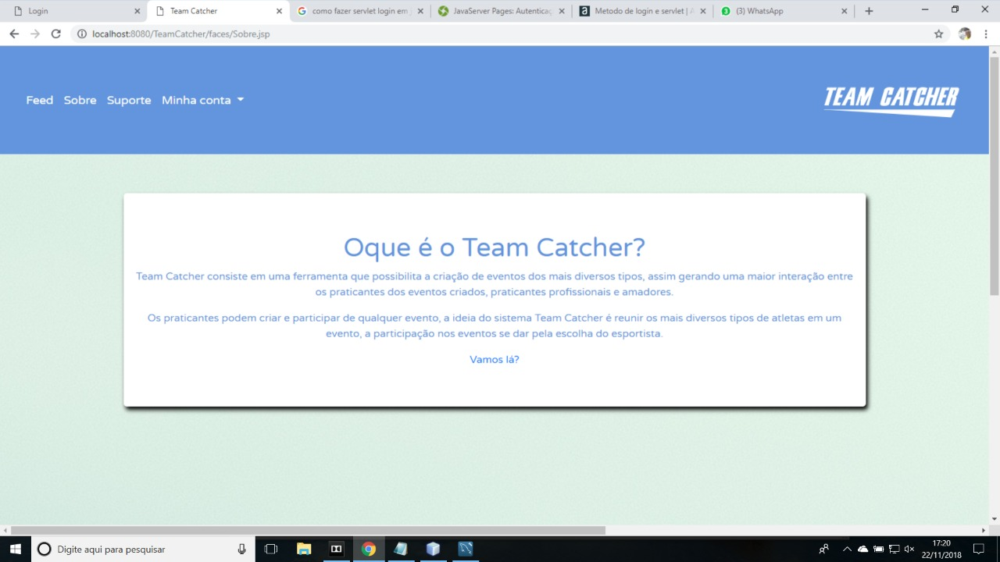 Login
Team Catcher
como fazer servlet login em j
JavaServer Pages: Autenticaç
Metodo de login e servlet | A
(3) WhatsApp
localhost:8080/TeamCatcher/faces/Sobre.jsp
Feed Sobre Suporte Minha conta
TEAM CATCHER
Oque é o Team Catcher?
Team Catcher consiste em uma ferramenta que possibilita a criação de eventos dos mais diversos tipos, assim gerando uma maior interação entre
os praticantes dos eventos criados, praticantes profissionais e amadores.
Os praticantes podem criar e participar de qualquer evento, a ideia do sistema Team Catcher é reunir os mais diversos tipos de atletas em um
evento, a participação nos eventos se dar pela escolha do esportista.
Vamos lá?
Digite aqui para pesquisar
17:20
22/11/2018